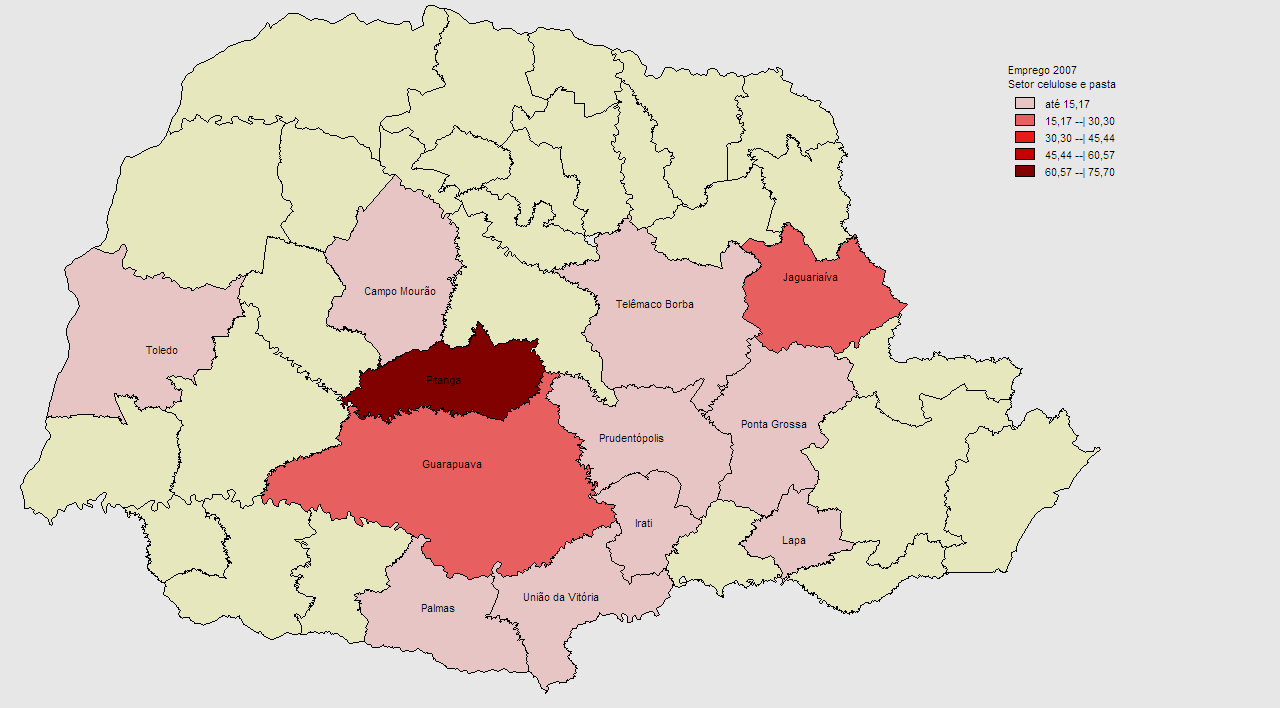 Emprego 2007
Setor celulose e pasta
até 15,17
15,17 --| 30,30
30,30 --| 45,44
45,44 --| 60,57
60,57 --| 75,70
Jaguariaíva
Campo Mourão
Telêmaco Borba
Toledo
Pitanga
Ponta Grossa
Prudentópolis
Guarapuava
Irati
Lapa
União da Vitória
Palmas